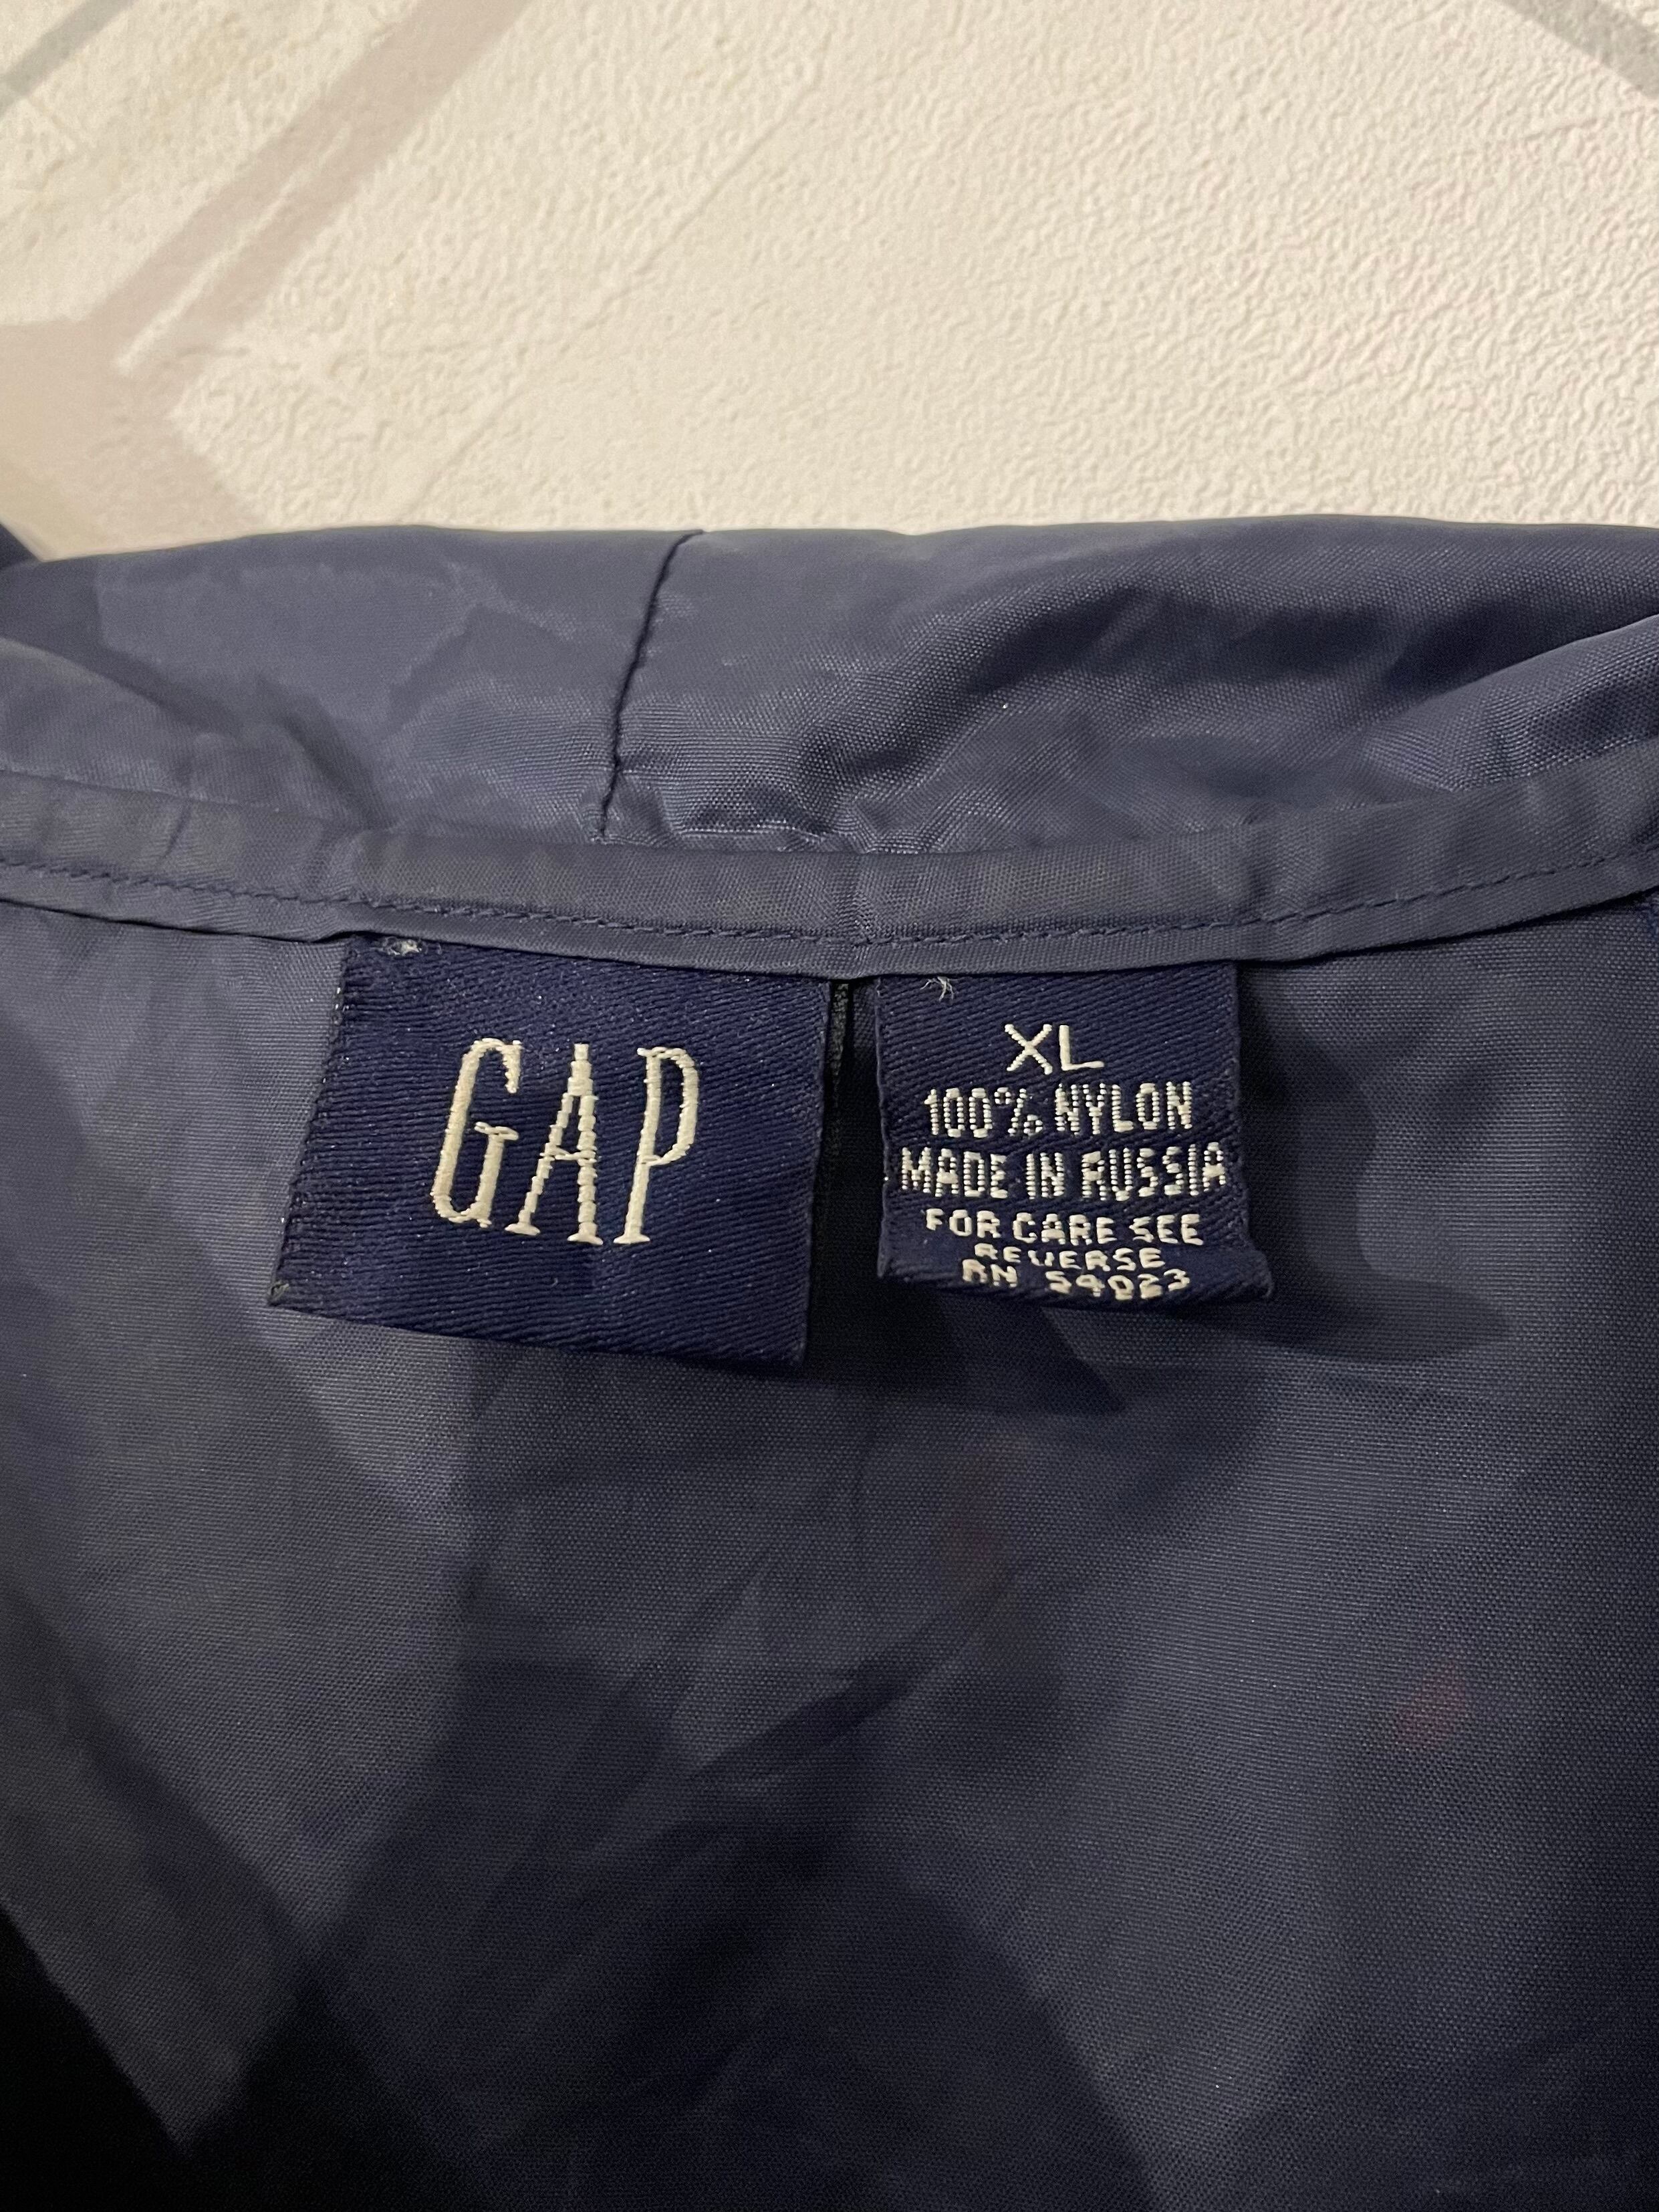 GAP
XL
100% NYLON
MADE IN RUSSIA
FOR CARE SEE
REVERSE
RN 54023